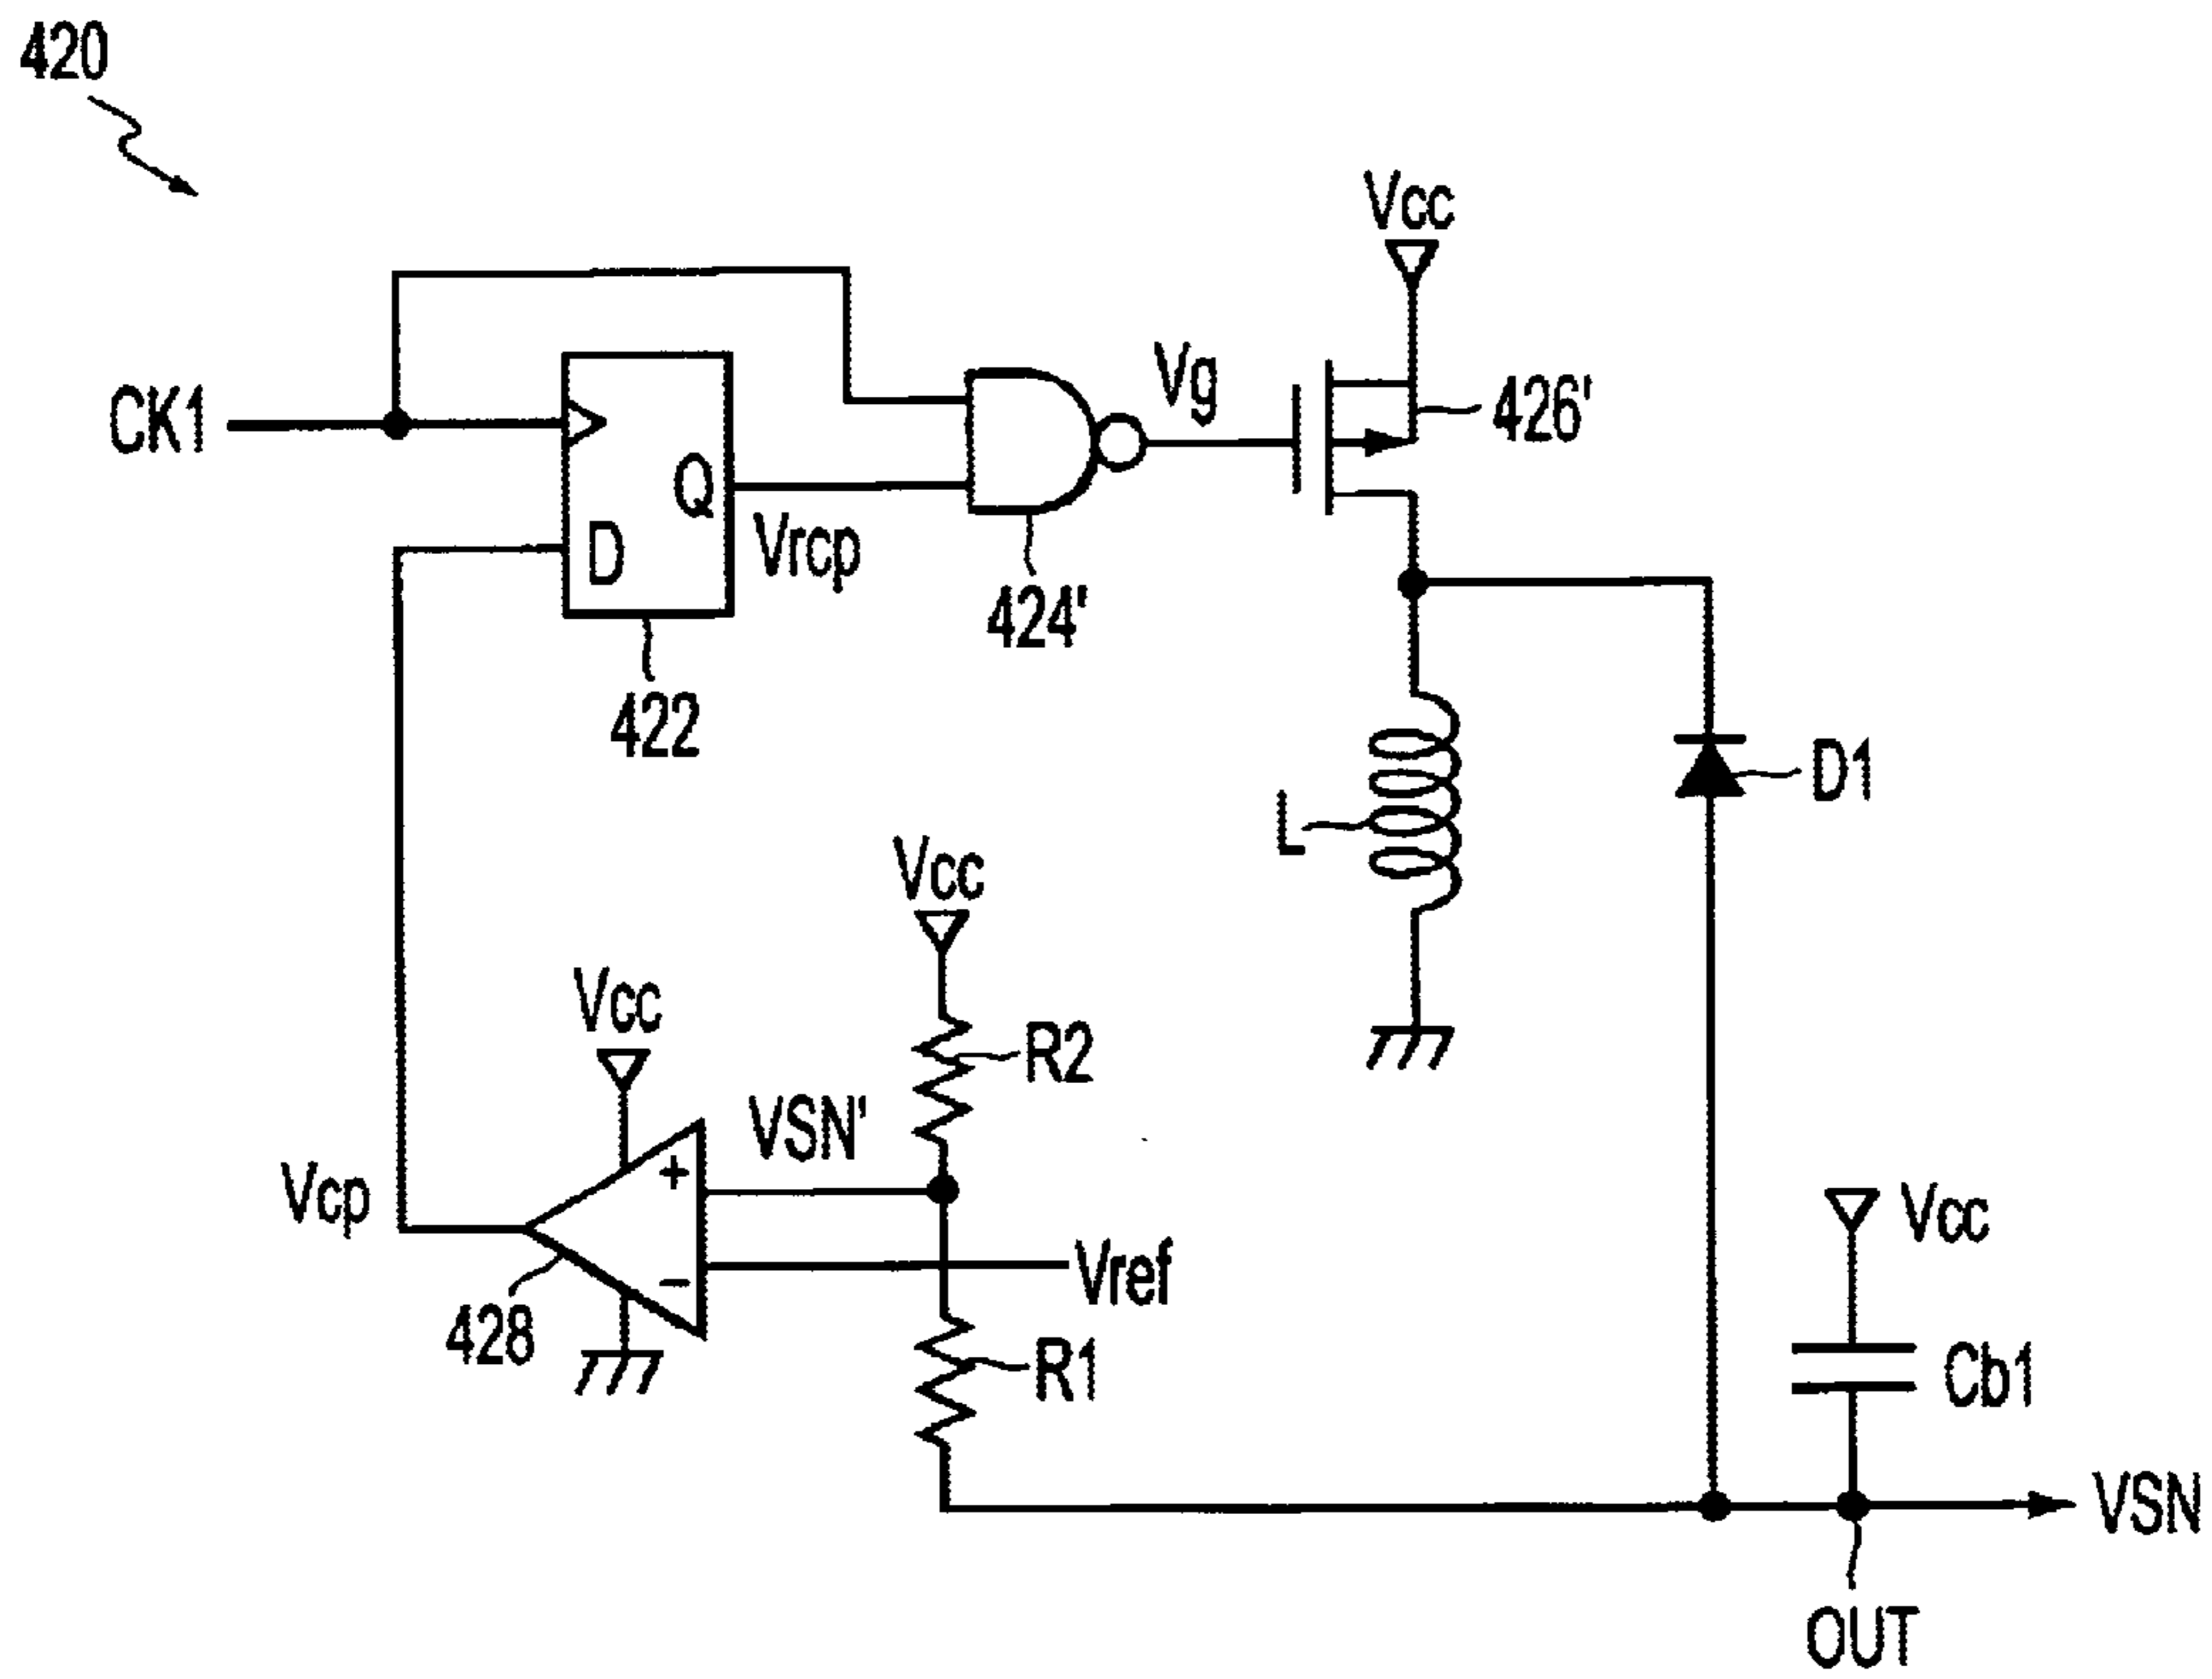 420
Vcc
CK1
Vg
426'
Q
D
Vrcp
424'
422
D1
L
Vcc
Vcc
R2
VSN'
+
Vcp
Vcc
−
Vref
428
R1
Cb1
VSN
OUT